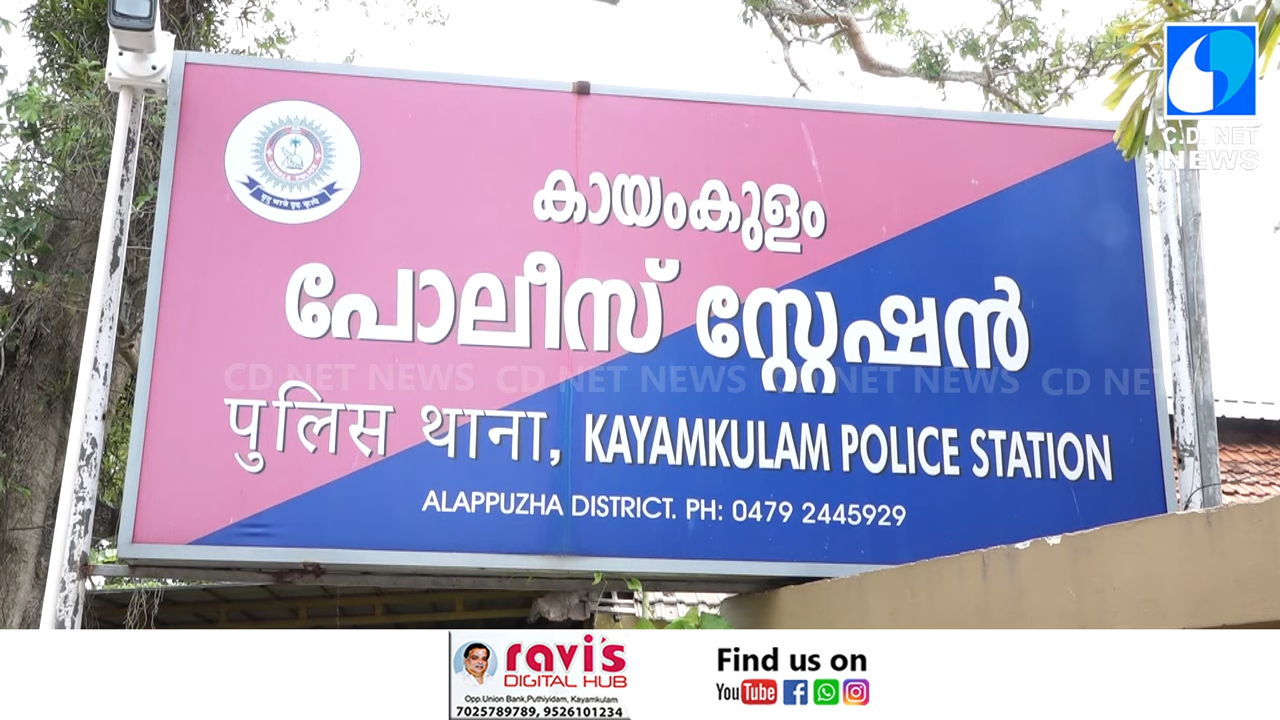 C.D. NET
NEWS
കായംകുളം
പോലീസ് സ്റ്റേഷൻ
CD NET NEWS CD NET NEWS CD NET NEWS CD NET
पुलिस थाना, KAYAMKULAM POLICE STATION
ALAPPUZHA DISTRICT. PH: 0479 2445929
ravi's
DIGITAL HUB
Opp.Union Bank,Puthiyidam, Kayamkulam
7025789789, 9526101234
Find us on
YouTube